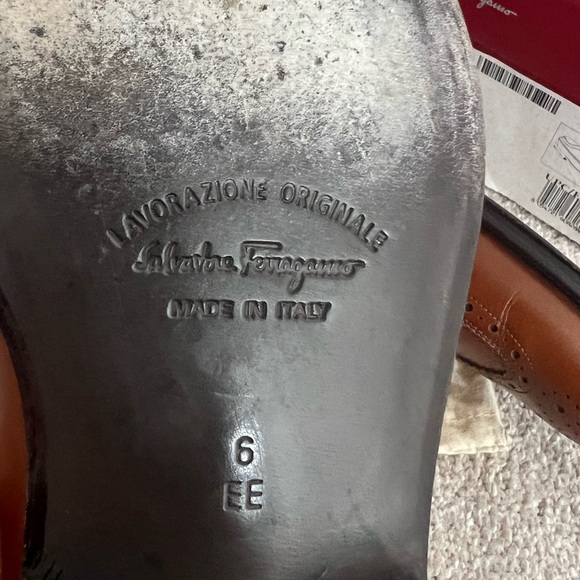 LAVORAZIONE ORIGINALE
Salvatore Ferragamo
MADE IN ITALY
6
EE